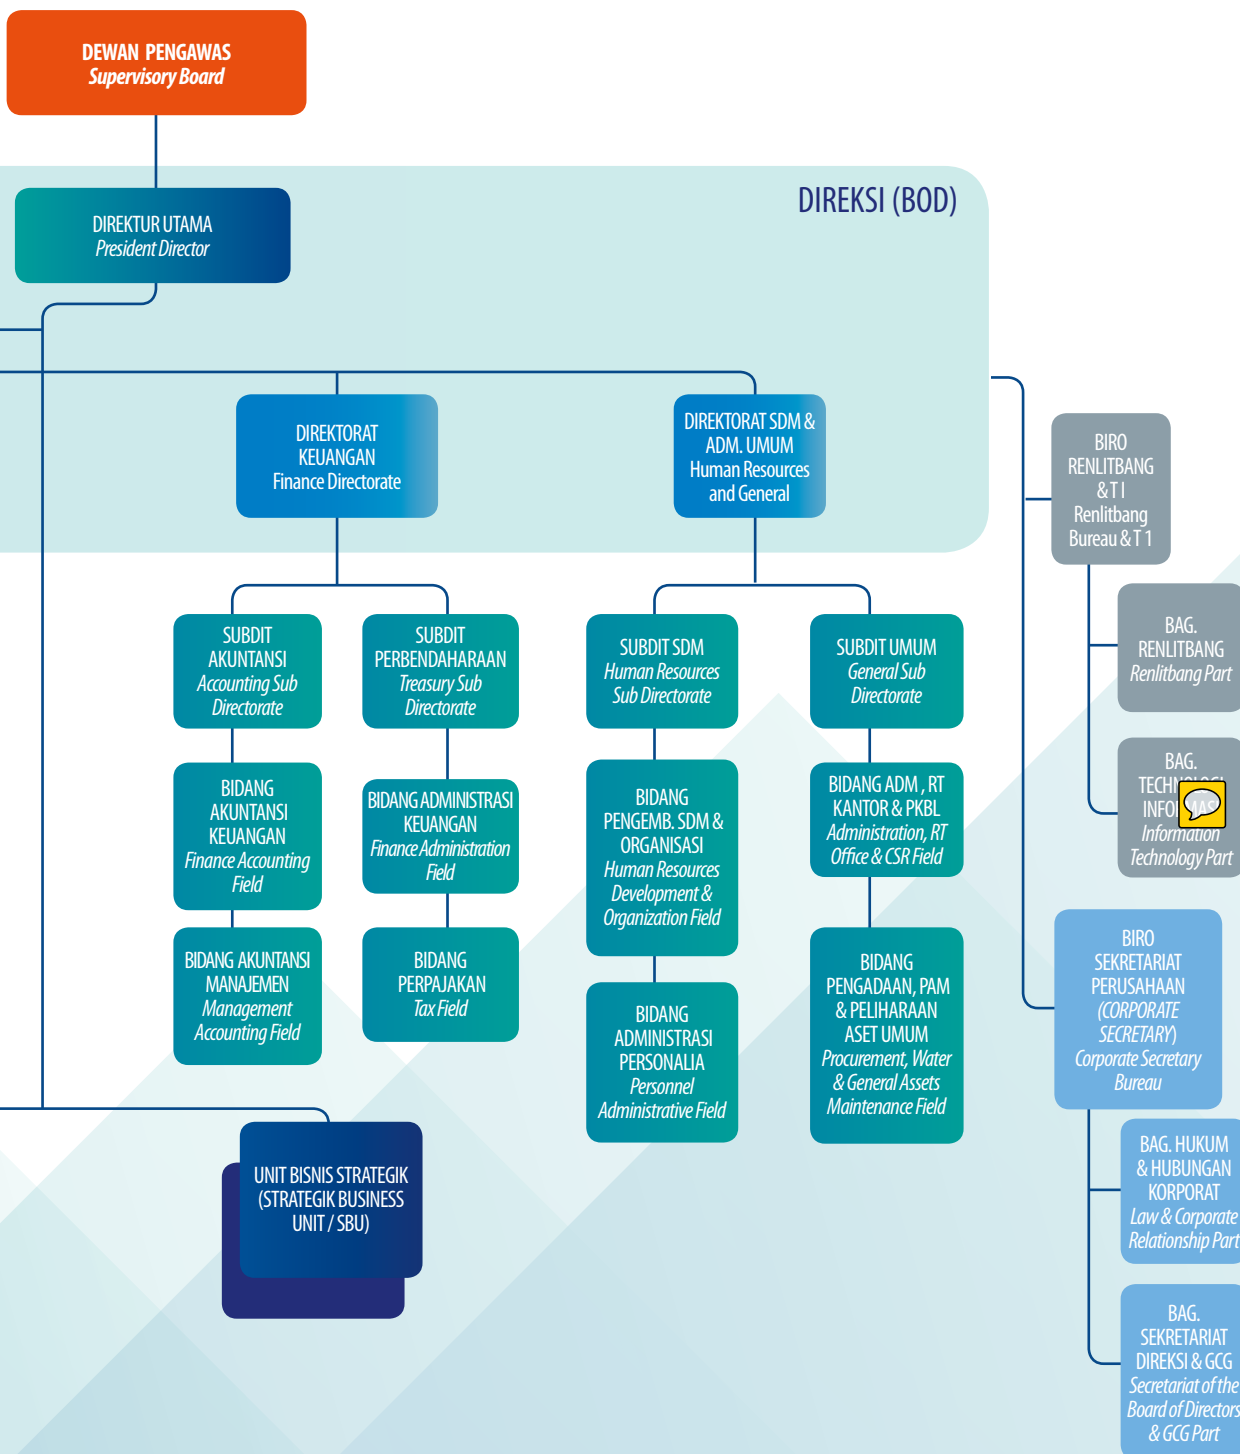 DEWAN PENGAWAS
Supervisory Board
DIREKSI (BOD)
DIREKTUR UTAMA
President Director
DIREKTORAT
KEUANGAN
Finance Directorate
DIREKTORAT SDM &
ADM. UMUM
Human Resources
and General
BIRO
RENLITBANG
& T I
Renlitbang
Bureau & T 1
SUBDIT
AKUNTANSI
Accounting Sub
Directorate
SUBDIT
PERBENDAHARAAN
Treasury Sub
Directorate
SUBDIT SDM
Human Resources
Sub Directorate
SUBDIT UMUM
General Sub
Directorate
BAG.
RENLITBANG
Renlitbang Part
BIDANG
AKUNTANSI
KEUANGAN
Finance Accounting
Field
BIDANG ADMINISTRASI
KEUANGAN
Finance Administration
Field
BIDANG
PENGEMB. SDM &
ORGANISASI
Human Resources
Development &
Organization Field
BIDANG ADM , RT
KANTOR & PKBL
Administration, RT
Office & CSR Field
BAG.
Information
Technology Part
BIDANG AKUNTANSI
MANAJEMEN
Management
Accounting Field
BIDANG
PERPAJAKAN
Tax Field
BIDANG
ADMINISTRASI
PERSONALIA
Personnel
Administrative Field
BIDANG
PENGADAAN, PAM
& PELIHARAAN
ASET UMUM
Procurement, Water
& General Assets
Maintenance Field
BIRO
SEKRETARIAT
PERUSAHAAN
(CORPORATE
SECRETARY)
Corporate Secretary
Bureau
UNIT BISNIS STRATEGIK
(STRATEGIK BUSINESS
UNIT / SBU)
BAG. HUKUM
& HUBUNGAN
KORPORAT
Law & Corporate
Relationship Part
BAG.
SEKRETARIAT
DIREKSI & GCG
Secretariat of the
Board of Directors
& GCG Part